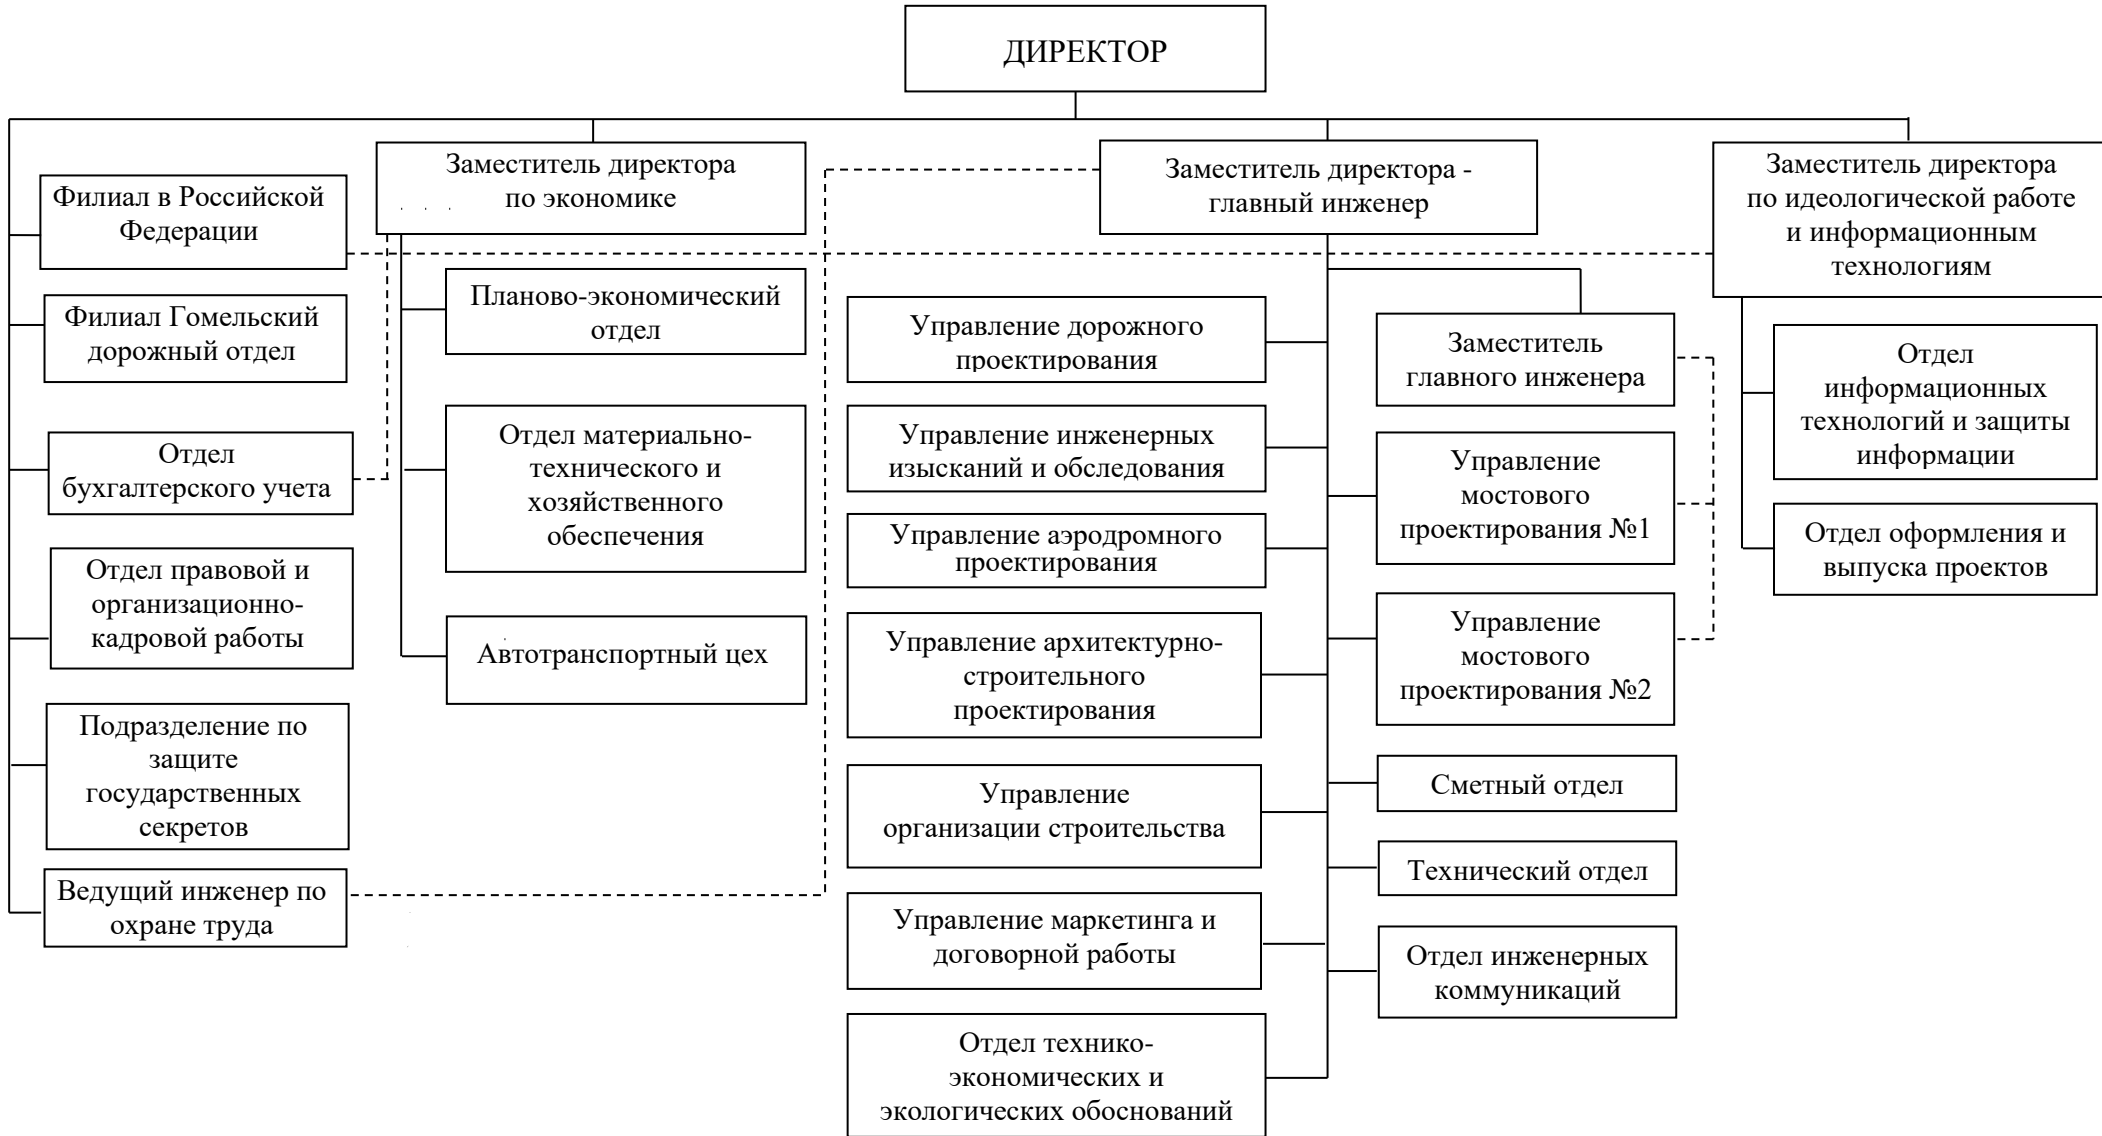 ДИРЕКТОР
Филиал в Российской
Федерации
Филиал Гомельский
дорожный отдел
Отдел
бухгалтерского учета
Отдел правовой и
организационно-
кадровой работы
Подразделение по
защите
государственных
секретов
Ведущий инженер по
охране труда
Заместитель директора
по экономике
Планово-экономический
отдел
Отдел материально-
технического и
хозяйственного
обеспечения
Автотранспортный цех
Заместитель директора -
главный инженер
Управление дорожного
проектирования
Управление инженерных
изысканий и обследования
Управление аэродромного
проектирования
Управление архитектурно-
строительного
проектирования
Управление
организации строительства
Управление маркетинга и
договорной работы
Отдел технико-
экономических и
экологических обоснований
Заместитель
главного инженера
Управление
мостового
проектирования №1
Управление
мостового
проектирования №2
Сметный отдел
Технический отдел
Отдел инженерных
коммуникаций
Заместитель директора
по идеологической работе
и информационным
технологиям
Отдел
информационных
технологий и защиты
информации
Отдел оформления и
выпуска проектов